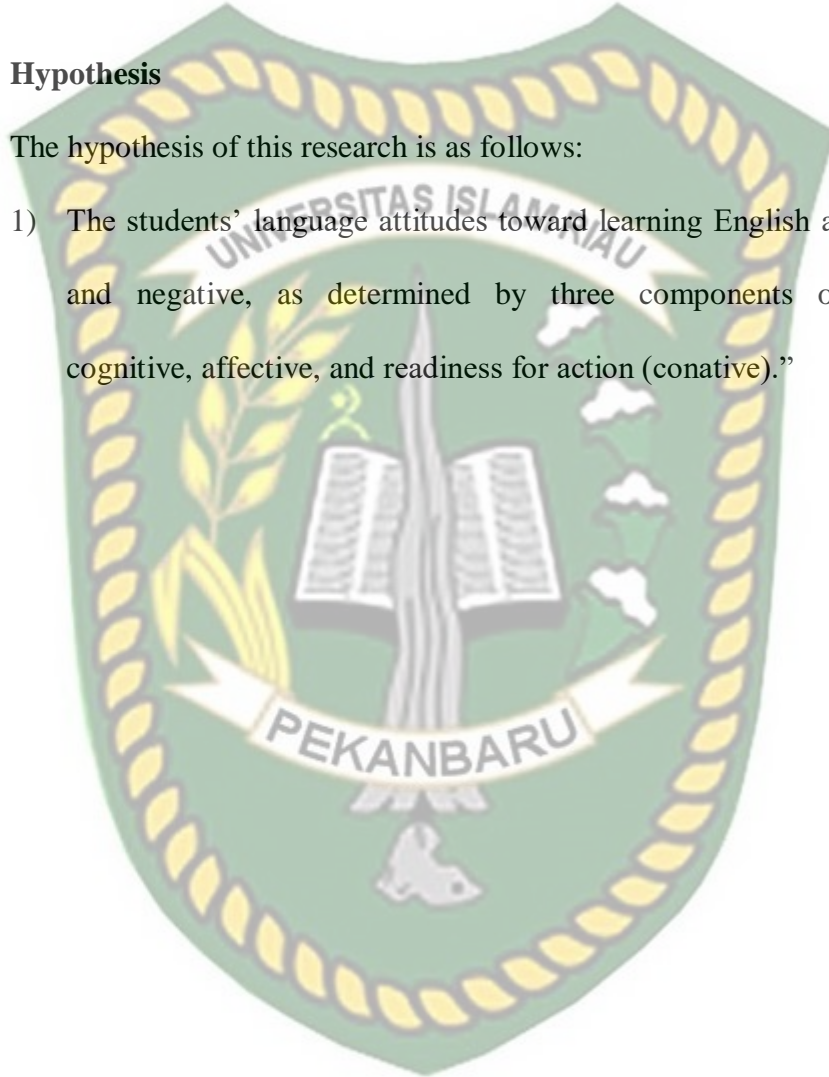 Hypothesis
The hypothesis of this research is as follows:
1) The students’ language attitudes toward learning English
and negative, as determined by three components
cognitive, affective, and readiness for action (conative).”
UNIVERSITAS ISLAM RIAU
PEKANBARU